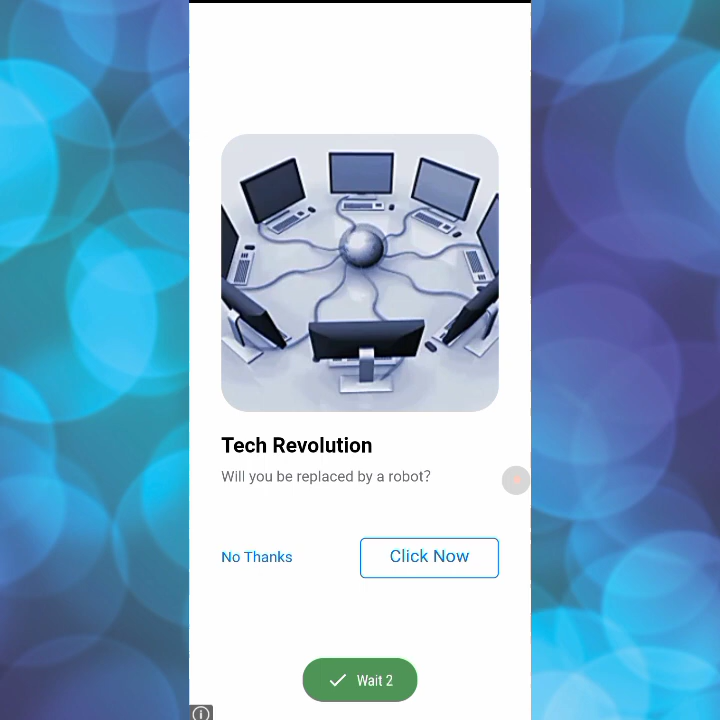 Tech Revolution
Will you be replaced by a robot?
No Thanks
Click Now
Wait 2